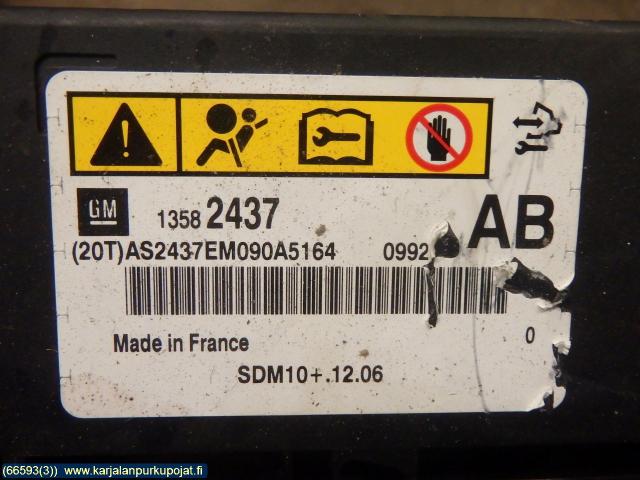 GM 1358 2437 AB
(20T)AS2437EM090A5164 0992
Made in France 0
SDM10+.12.06
(66593(3)) www.karjalanpurkupojat.fi